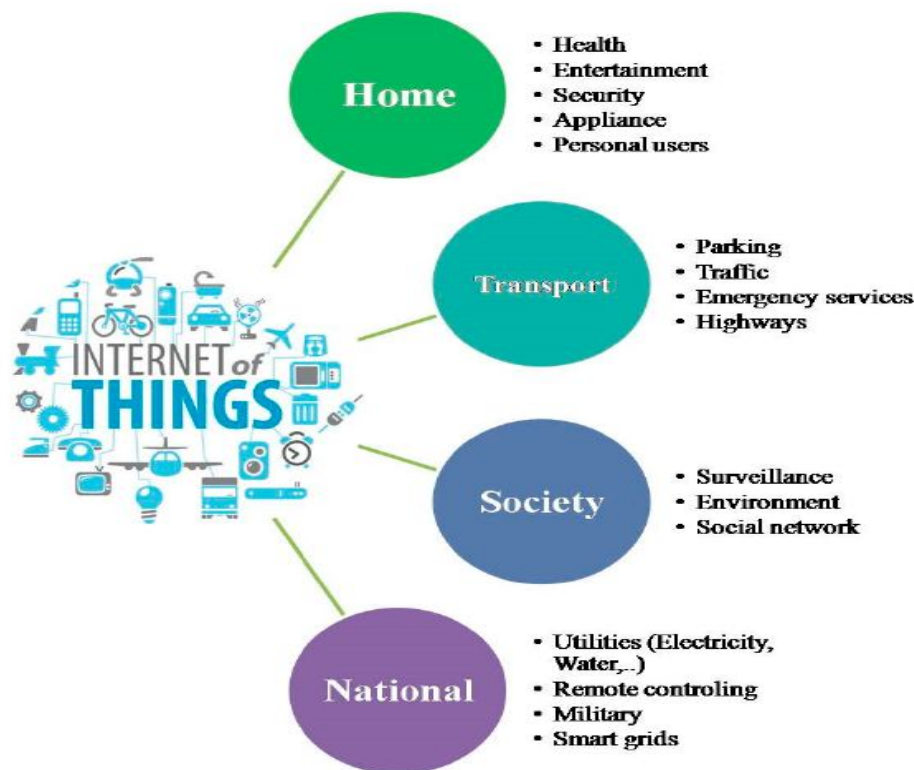 Home
• Health
• Entertainment
• Security
• Appliance
• Personal users
Transport
• Parking
• Traffic
• Emergency services
• Highways
INTERNET of
THINGS
Society
• Surveillance
• Environment
• Social network
National
• Utilities (Electricity,
Water,..)
• Remote controling
• Military
• Smart grids